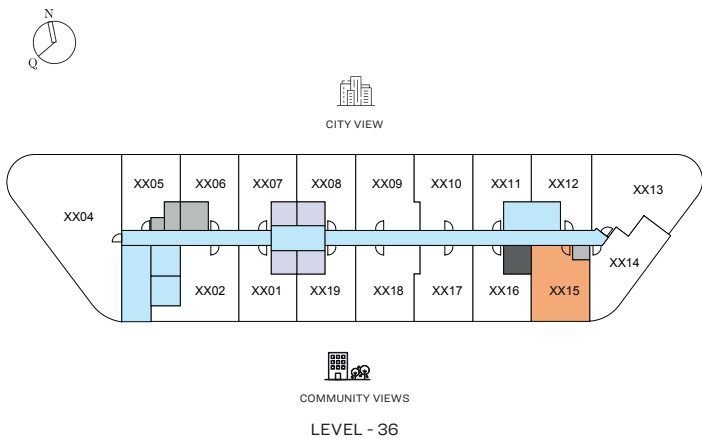 N
Q
CITY VIEW
XX05 XX06 XX07 XX08 XX09 XX10 XX11 XX12 XX13
XX04
XX14
XX02 XX01 XX19 XX18 XX17 XX16 XX15
COMMUNITY VIEWS
LEVEL - 36